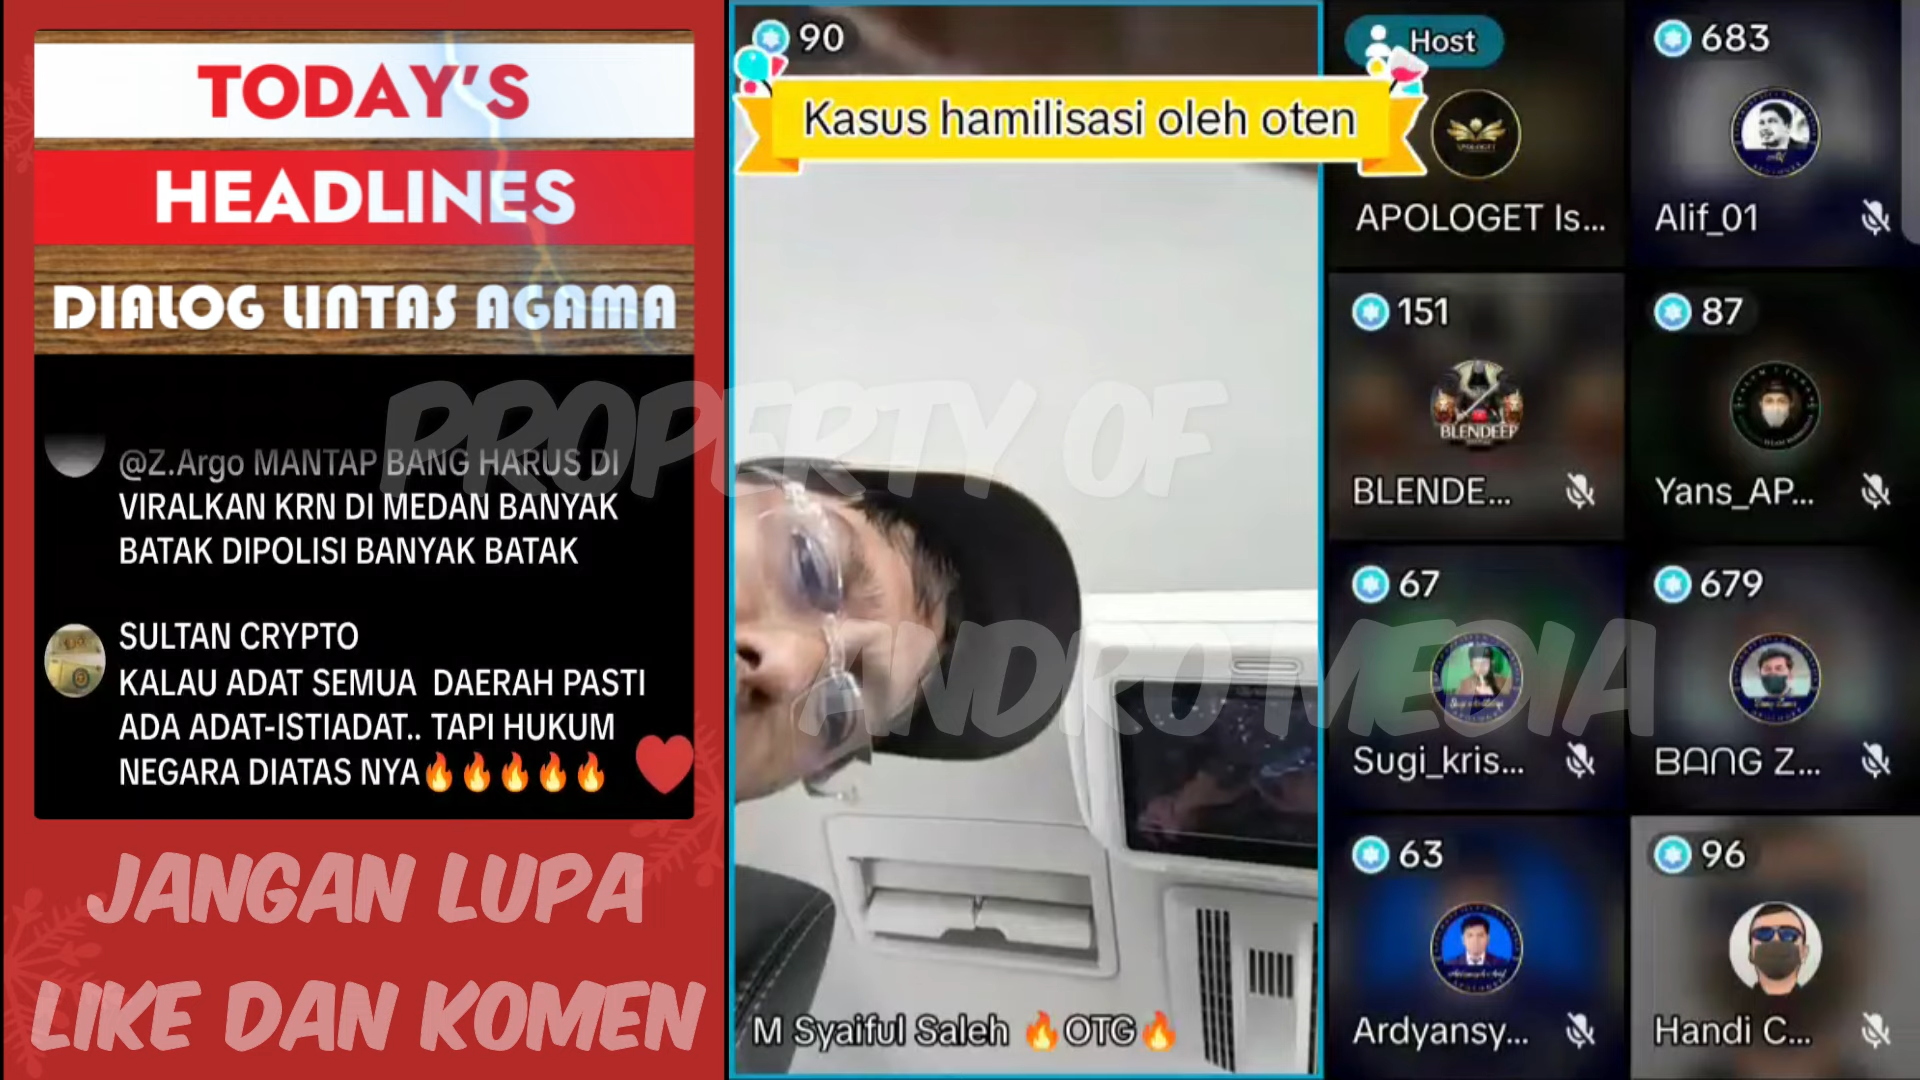 TODAY'S
HEADLINES
DIALOG LINTAS AGAMA
@Z.Argo MANTAP BANG HARUS DI
VIRALKAN KRN DI MEDAN BANYAK
BATAK DIPOLISI BANYAK BATAK
SULTAN CRYPTO
KALAU ADAT SEMUA DAERAH PASTI
ADA ADAT-ISTIADAT.. TAPI HUKUM
NEGARA DIATAS NYA🔥🔥🔥🔥🔥
JANGAN LUPA
LIKE DAN KOMEN
PROPERTY OF
ANDRO MEDIA
90
Kasus hamilisasi oleh oten
M Syaiful Saleh 🔥OTG🔥
Host
APOLOGET Is...
683
Alif_01
151
BLENDEEP
BLENDE...
87
Yans_AP...
67
Sugi_kris...
679
BANG Z...
63
Ardyansy...
96
Handi C...